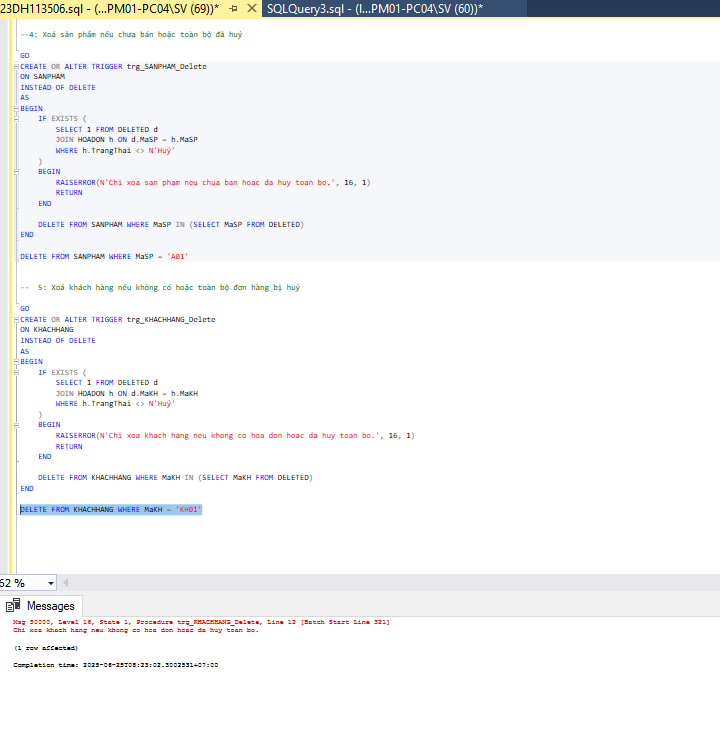 23DH113506.sql - (...PM01-PC04\SV (69))* SQLQuery3.sql - (l...PM01-PC04\SV (60))*
--4: Xoá sản phẩm nếu chưa bán hoặc toàn bộ đã huỷ
GO
CREATE OR ALTER TRIGGER trg_SANPHAM_Delete
ON SANPHAM
INSTEAD OF DELETE
AS
BEGIN
IF EXISTS (
SELECT 1 FROM DELETED d
JOIN HOADON h ON d.MaSP = h.MaSP
WHERE h.TrangThai <> N'Huỷ'
)
BEGIN
RAISERROR(N'Chi xoa san pham neu chua ban hoac da huy toan bo.', 16, 1)
RETURN
END
DELETE FROM SANPHAM WHERE MaSP IN (SELECT MaSP FROM DELETED)
END
DELETE FROM SANPHAM WHERE MaSP = 'A01'
-- 5: Xoá khách hàng nếu không có hoặc toàn bộ đơn hàng bị huỷ
GO
CREATE OR ALTER TRIGGER trg_KHACHHANG_Delete
ON KHACHHANG
INSTEAD OF DELETE
AS
BEGIN
IF EXISTS (
SELECT 1 FROM DELETED d
JOIN HOADON h ON d.MaKH = h.MaKH
WHERE h.TrangThai <> N'Huỷ'
)
BEGIN
RAISERROR(N'Chi xoa khach hang neu khong co hoa don hoac da huy toan bo.', 16, 1)
RETURN
END
DELETE FROM KHACHHANG WHERE MaKH IN (SELECT MaKH FROM DELETED)
END
DELETE FROM KHACHHANG WHERE MaKH = 'KH01'
62 %
Messages
Msg 50000, Level 16, State 1, Procedure trg_KHACHHANG_Delete, Line 12 [Batch Start Line 321]
Chi xoa khach hang neu khong co hoa don hoac da huy toan bo.
(1 row affected)
Completion time: 2025-06-25T08:23:02.3002931+07:00